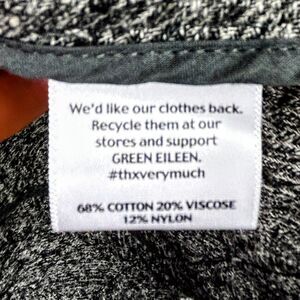 We'd like our clothes back.
Recycle them at our
stores and support
GREEN EILEEN.
#thxverymuch
68% COTTON 20% VISCOSE
12% NYLON